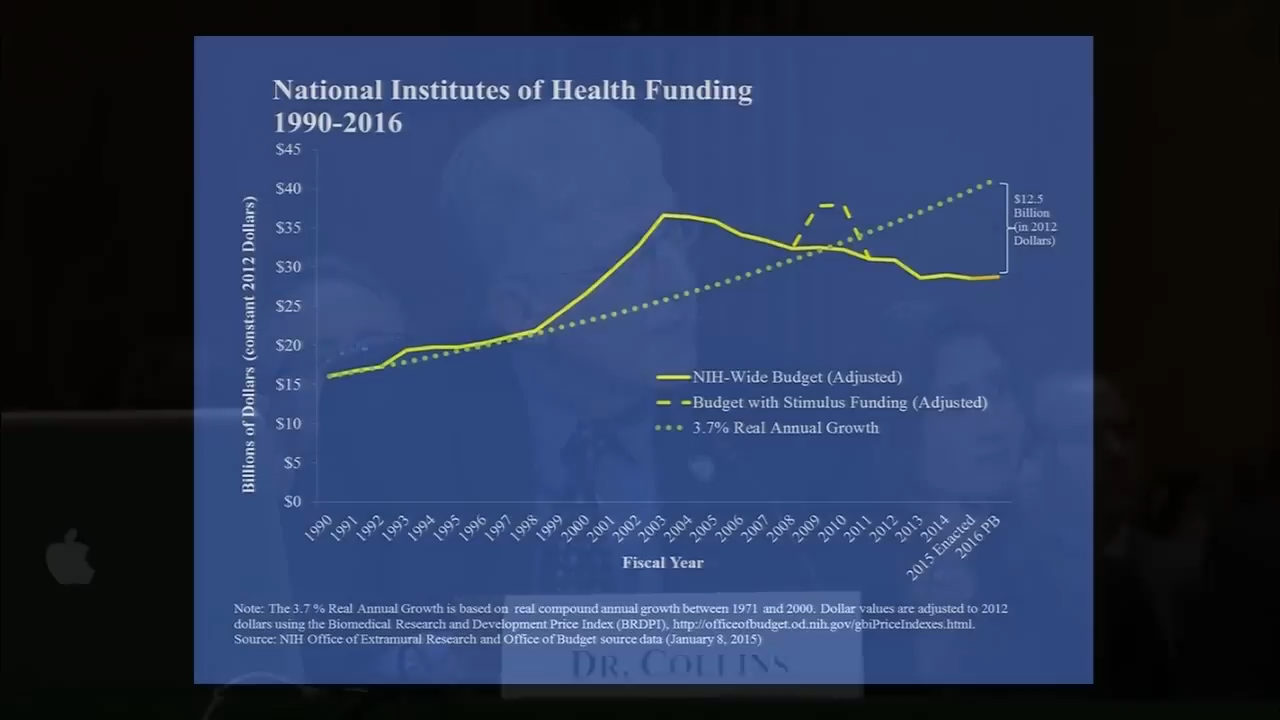 National Institutes of Health Funding
1990-2016
$45
$40
$35
$30
$25
$20
$15
$10
$5
$0
Billions of Dollars (constant 2012 Dollars)
$12.5
Billion
(in 2012
Dollars)
NIH-Wide Budget (Adjusted)
Budget with Stimulus Funding (Adjusted)
3.7% Real Annual Growth
1990
1991
1992
1993
1994
1995
1996
1997
1998
1999
2000
2001
2002
2003
2004
2005
2006
2007
2008
2009
2010
2011
2012
2013
2014
2015 Enacted
2016 PB
Fiscal Year
Note: The 3.7 % Real Annual Growth is based on real compound annual growth between 1971 and 2000. Dollar values are adjusted to 2012
dollars using the Biomedical Research and Development Price Index (BRDPI), http://officeofbudget.od.nih.gov/gbiPriceIndexes.html.
Source: NIH Office of Extramural Research and Office of Budget source data (January 8, 2015)
DR. COLLINS